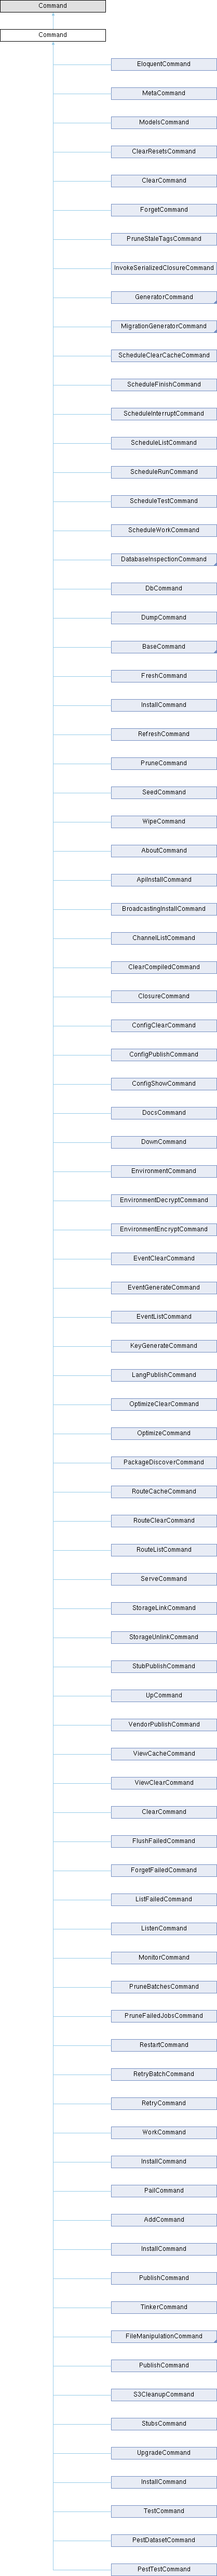 Command
Command
EloquentCommand
MetaCommand
ModelsCommand
ClearResetsCommand
ClearCommand
ForgetCommand
PruneStaleTagsCommand
InvokeSerializedClosureCommand
GeneratorCommand
MigrationGeneratorCommand
ScheduleClearCacheCommand
ScheduleFinishCommand
ScheduleInterruptCommand
ScheduleListCommand
ScheduleRunCommand
ScheduleTestCommand
ScheduleWorkCommand
DatabaseInspectionCommand
DbCommand
DumpCommand
BaseCommand
FreshCommand
InstallCommand
RefreshCommand
PruneCommand
SeedCommand
WipeCommand
AboutCommand
ApiInstallCommand
BroadcastingInstallCommand
ChannelListCommand
ClearCompiledCommand
ClosureCommand
ConfigClearCommand
ConfigPublishCommand
ConfigShowCommand
DocsCommand
DownCommand
EnvironmentCommand
EnvironmentDecryptCommand
EnvironmentEncryptCommand
EventClearCommand
EventGenerateCommand
EventListCommand
KeyGenerateCommand
LangPublishCommand
OptimizeClearCommand
OptimizeCommand
PackageDiscoverCommand
RouteCacheCommand
RouteClearCommand
RouteListCommand
ServeCommand
StorageLinkCommand
StorageUnlinkCommand
StubPublishCommand
UpCommand
VendorPublishCommand
ViewCacheCommand
ViewClearCommand
ClearCommand
FlushFailedCommand
ForgetFailedCommand
ListFailedCommand
ListenCommand
MonitorCommand
PruneBatchesCommand
PruneFailedJobsCommand
RestartCommand
RetryBatchCommand
RetryCommand
WorkCommand
InstallCommand
PailCommand
AddCommand
InstallCommand
PublishCommand
TinkerCommand
FileManipulationCommand
PublishCommand
S3CleanupCommand
StubsCommand
UpgradeCommand
InstallCommand
TestCommand
PestDatasetCommand
PestTestCommand